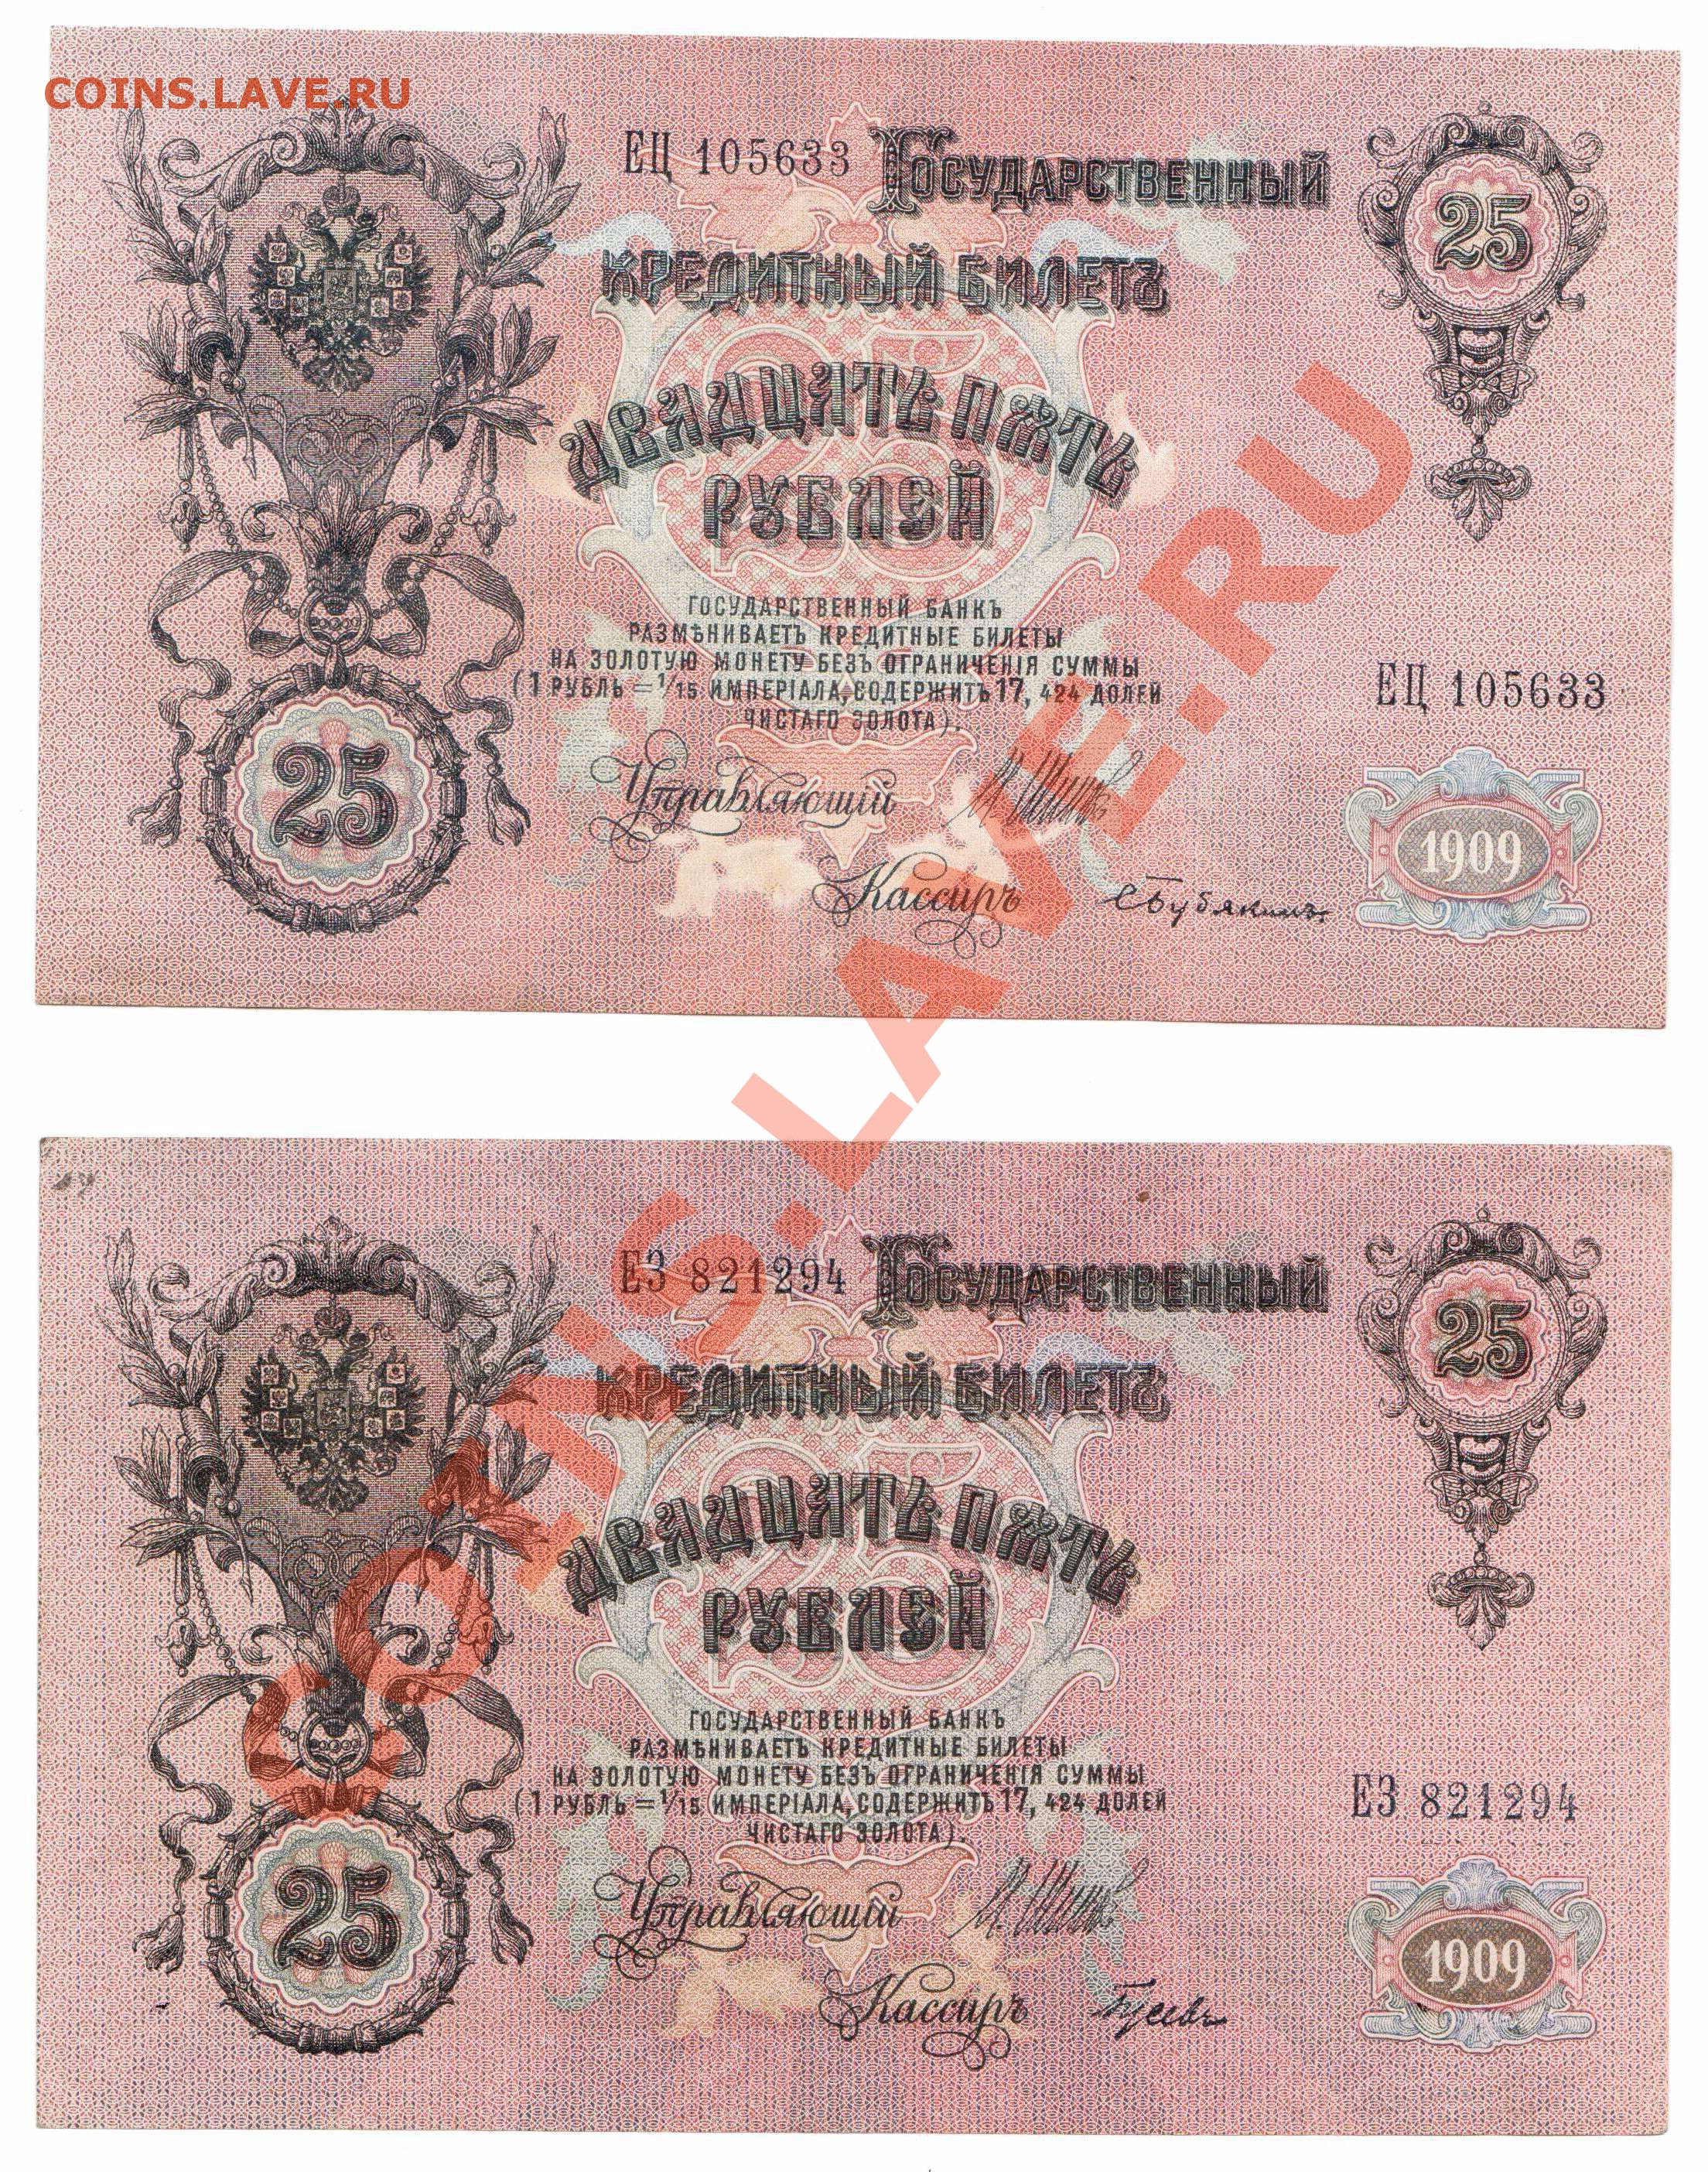 COINS.LAVE.RU
ЕЦ 105633 ГОСУДАРСТВЕННЫЙ
25
КРЕДИТНЫЙ БИЛЕТЪ
ДВАДЦАТЬ ПЯТЬ
РУБЛЕЙ
ГОСУДАРСТВЕННЫЙ БАНКЪ
РАЗМѢНИВАЕТЪ КРЕДИТНЫЕ БИЛЕТЫ
НА ЗОЛОТУЮ МОНЕТУ БЕЗЪ ОГРАНИЧЕНІЯ СУММЫ
(1 РУБЛЬ = 1/15 ИМПЕРІАЛА, СОДЕРЖИТЪ 17,424 ДОЛЕЙ
ЧИСТАГО ЗОЛОТА).
ЕЦ 105633
25
Управляющій
Кассиръ
1909
COINS.LAVE.RU
ЕЗ 821294 ГОСУДАРСТВЕННЫЙ
25
КРЕДИТНЫЙ БИЛЕТЪ
ДВАДЦАТЬ ПЯТЬ
РУБЛЕЙ
ГОСУДАРСТВЕННЫЙ БАНКЪ
РАЗМѢНИВАЕТЪ КРЕДИТНЫЕ БИЛЕТЫ
НА ЗОЛОТУЮ МОНЕТУ БЕЗЪ ОГРАНИЧЕНІЯ СУММЫ
(1 РУБЛЬ = 1/15 ИМПЕРІАЛА, СОДЕРЖИТЪ 17,424 ДОЛЕЙ
ЧИСТАГО ЗОЛОТА).
ЕЗ 821294
25
Управляющій
Кассиръ Гусевъ
1909